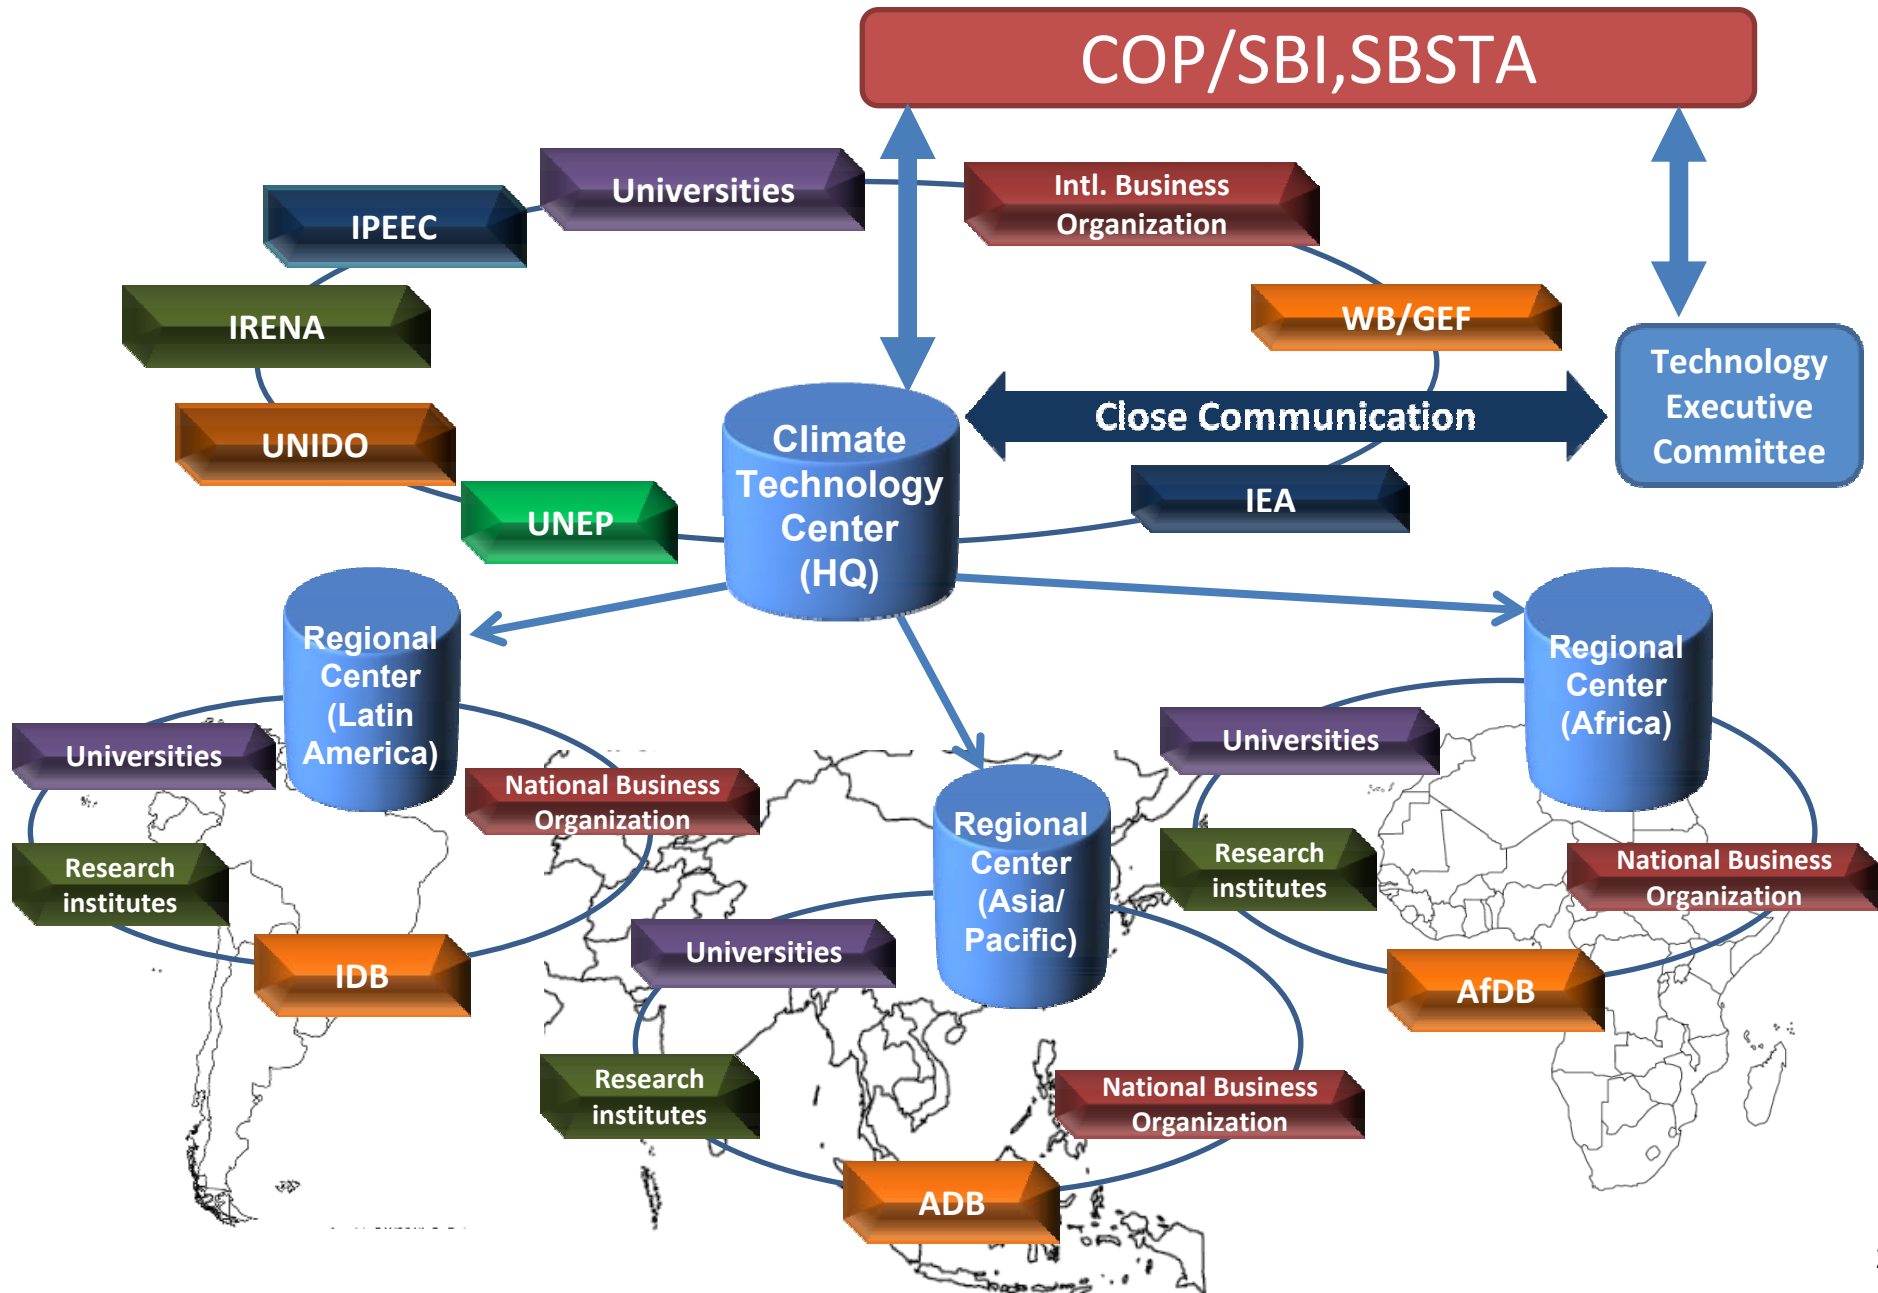 COP/SBI,SBSTA
Universities
Intl. Business
Organization
IPEEC
IRENA
WB/GEF
Technology
Executive
Committee
Close Communication
UNIDO
Climate
Technology
Center
(HQ)
IEA
UNEP
Regional
Center
(Latin
America)
Universities
National Business
Organization
Research
institutes
IDB
Regional
Center
(Asia/
Pacific)
Universities
Research
institutes
National Business
Organization
ADB
Regional
Center
(Africa)
Universities
Research
institutes
National Business
Organization
AfDB